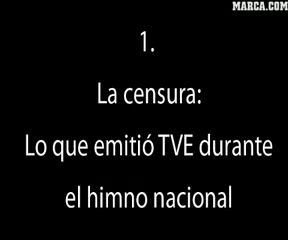 MARCA.COM
1.
La censura:
Lo que emitió TVE durante
el himno nacional